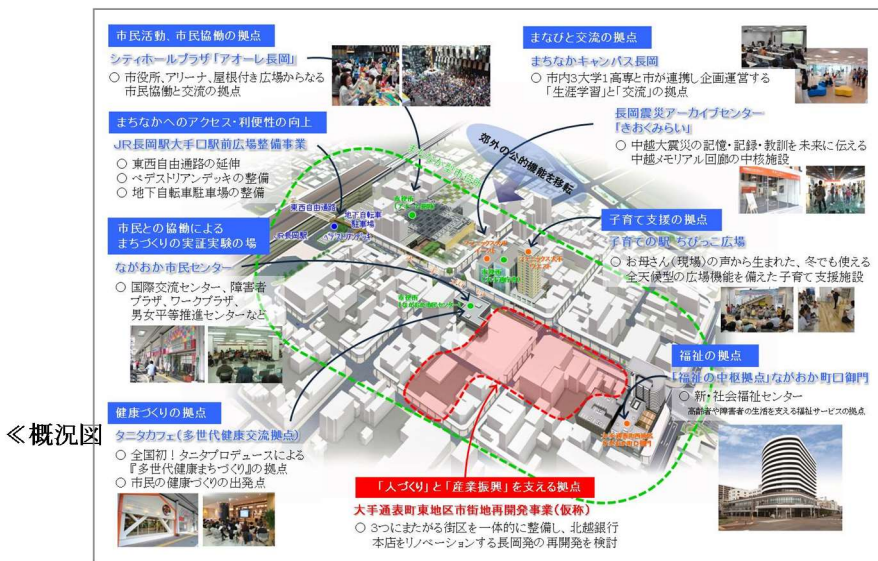 市民活動、市民協働の拠点
シティホールプラザ「アオーレ長岡」
○ 市役所、アリーナ、屋根付き広場からなる
市民協働と交流の拠点
まちなかへのアクセス・利便性の向上
JR長岡駅大手口駅前広場整備事業
○ 東西自由通路の延伸
○ ペデストリアンデッキの整備
○ 地下自転車駐車場の整備
市民との協働による
まちづくりの実証実験の場
ながおか市民センター
○ 国際交流センター、障害者
プラザ、ワークプラザ、
男女平等推進センターなど
健康づくりの拠点
タニタカフェ(多世代健康交流拠点)
○ 全国初!タニタプロデュースによる
『多世代健康まちづくり』の拠点
○ 市民の健康づくりの出発点
≪概況図
まなびと交流の拠点
まちなかキャンパス長岡
○ 市内3大学1高専と市が連携し企画運営する
「生涯学習」と「交流」の拠点
長岡震災アーカイブセンター
「きおくみらい」
○ 中越大震災の記憶・記録・教訓を未来に伝える
中越メモリアル回廊の中核施設
子育て支援の拠点
子育ての駅 ちびっこ広場
○ お母さん(現場)の声から生まれた、冬でも使える
全天候型の広場機能を備えた子育て支援施設
福祉の拠点
「福祉の中枢拠点」ながおか町口御門
○ 新・社会福祉センター
高齢者や障害者の生活を支える福祉サービスの拠点
「人づくり」と「産業振興」を支える拠点
大手通表町東地区市街地再開発事業(仮称)
○ 3つにまたがる街区を一体的に整備し、北越銀行
本店をリノベーションする長岡発の再開発を検討
郊外の公的機能を移転
東西自由通路
地下自転車
駐車場
JR長岡駅
ペデストリアンデッキ